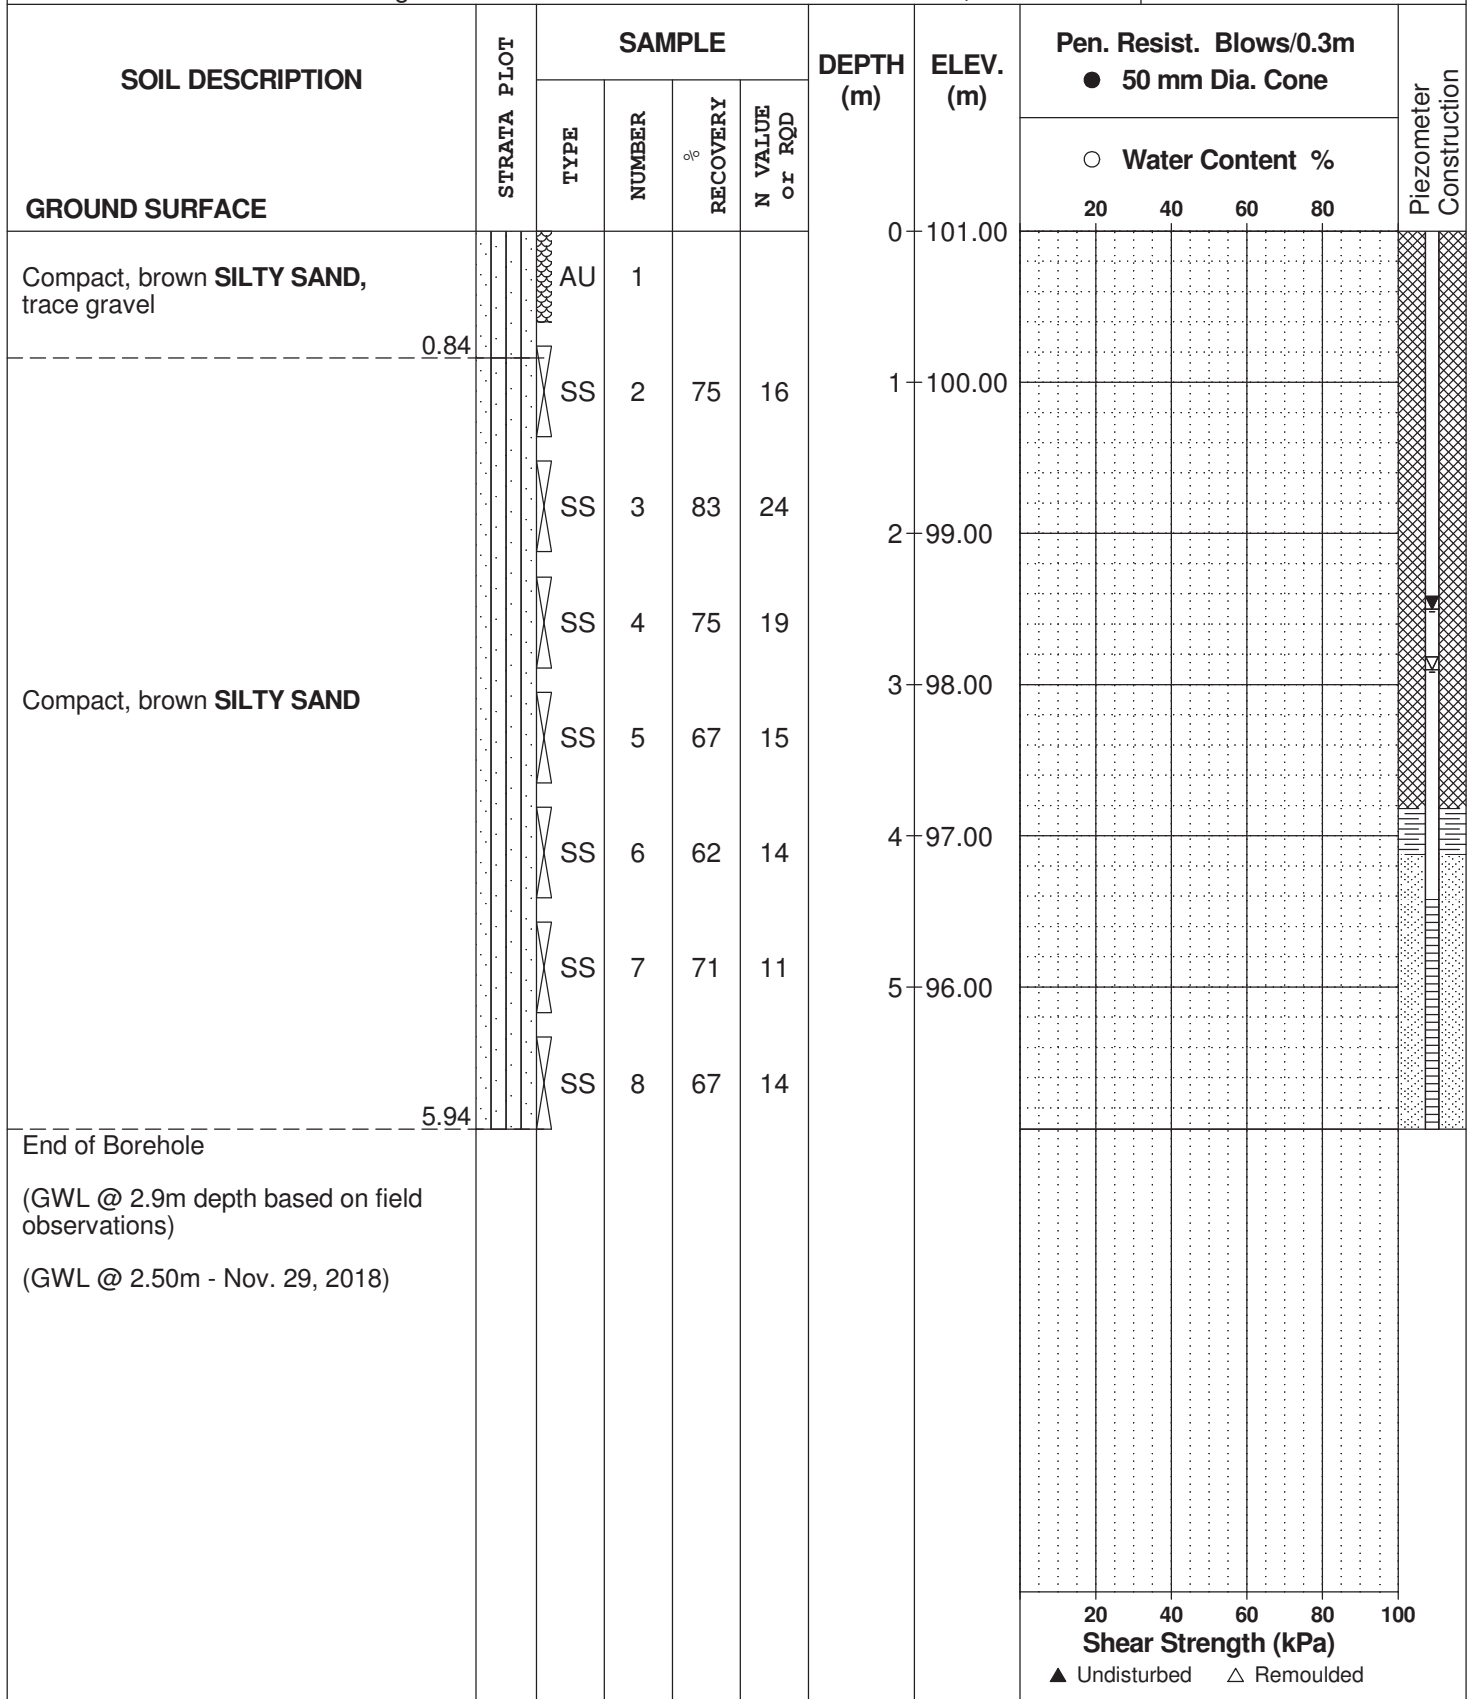 SOIL DESCRIPTION
GROUND SURFACE
STRATA PLOT
SAMPLE
TYPE
NUMBER
%
RECOVERY
N VALUE
or RQD
DEPTH
(m)
ELEV.
(m)
Pen. Resist. Blows/0.3m
● 50 mm Dia. Cone
○ Water Content %
20 40 60 80
Piezometer
Construction
0 101.00
Compact, brown SILTY SAND,
trace gravel
AU 1
0.84
SS 2 75 16
1 100.00
SS 3 83 24
2 99.00
SS 4 75 19
Compact, brown SILTY SAND
3 98.00
SS 5 67 15
4 97.00
SS 6 62 14
SS 7 71 11
5 96.00
SS 8 67 14
5.94
End of Borehole
(GWL @ 2.9m depth based on field
observations)
(GWL @ 2.50m - Nov. 29, 2018)
20 40 60 80 100
Shear Strength (kPa)
▲ Undisturbed △ Remoulded